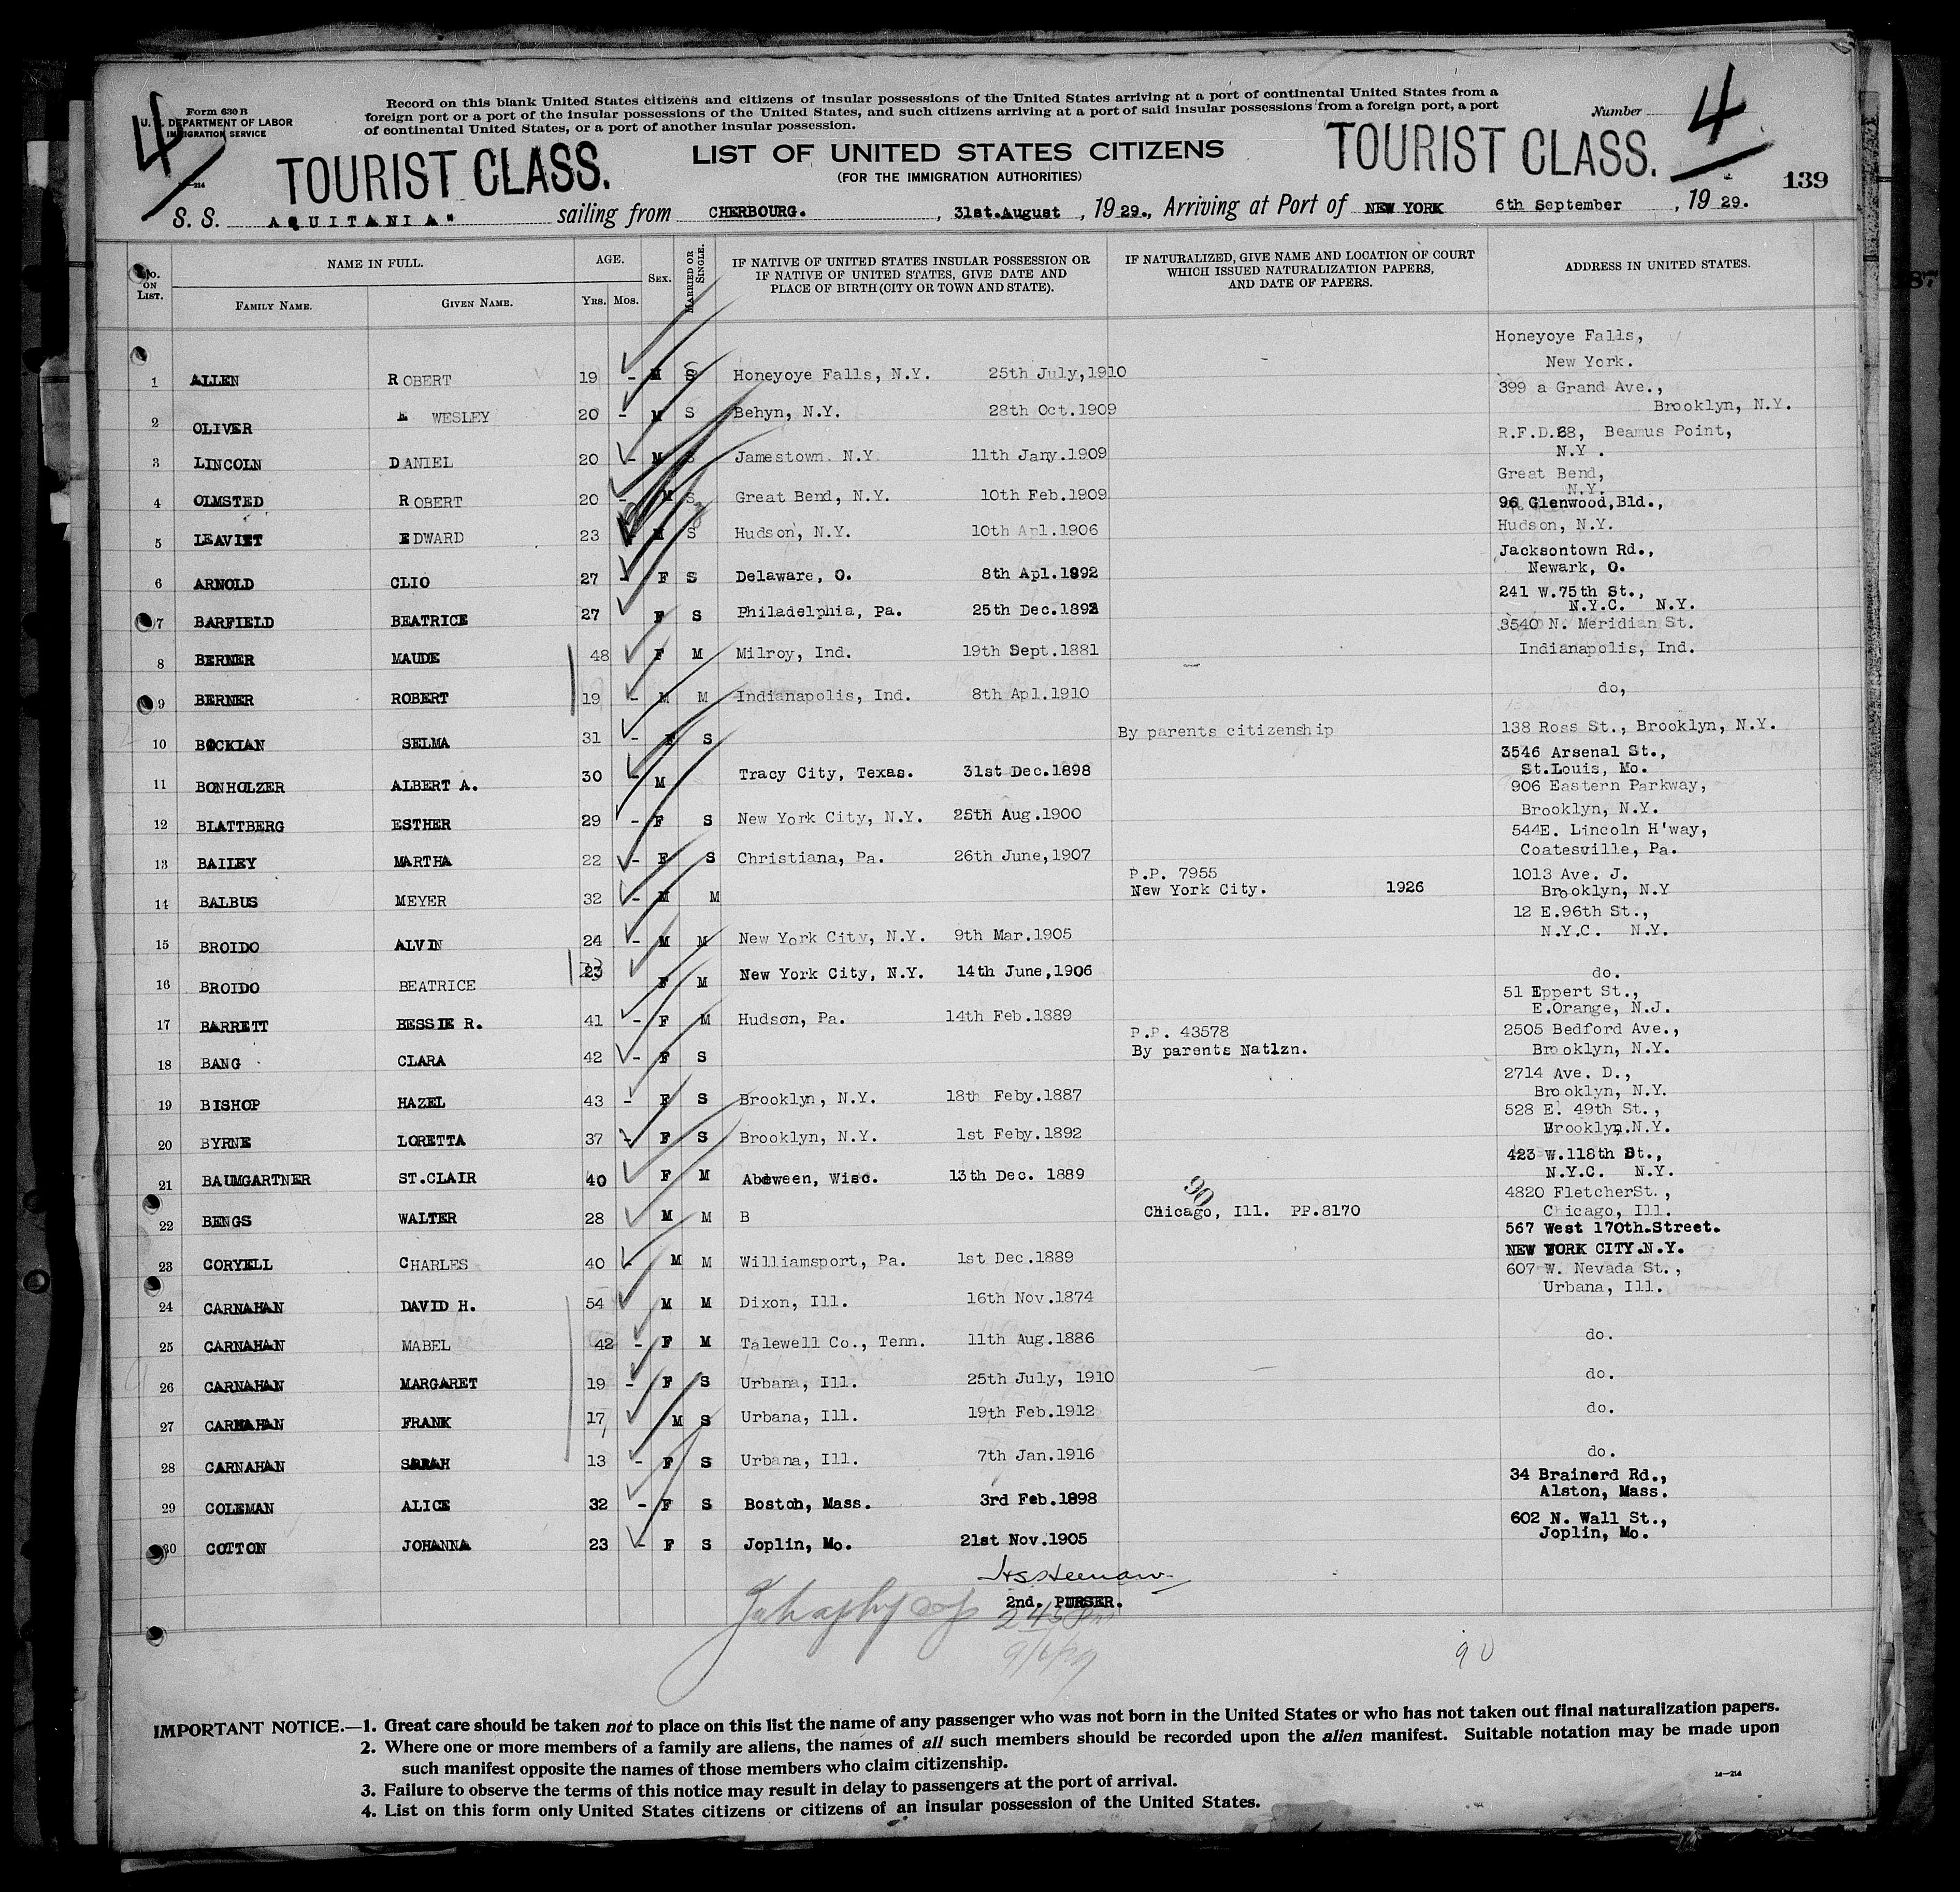 4
Form 630 B
U. S. DEPARTMENT OF LABOR
IMMIGRATION SERVICE
Record on this blank United States citizens and citizens of insular possessions of the United States arriving at a port of continental United States from a
foreign port or a port of the insular possessions of the United States, and such citizens arriving at a port of said insular possessions from a foreign port, a port
of continental United States, or a port of another insular possession.
Number 4
TOURIST CLASS.
LIST OF UNITED STATES CITIZENS
TOURIST CLASS.
(FOR THE IMMIGRATION AUTHORITIES)
139
S. S. AQUITANIA" sailing from CHERBOURG. , 31st.August , 19 29., Arriving at Port of NEW YORK 6th September , 19 29.
No. ON LIST.
NAME IN FULL.
FAMILY NAME. GIVEN NAME.
AGE.
YRS. MOS.
SEX.
MARRIED OR SINGLE.
IF NATIVE OF UNITED STATES INSULAR POSSESSION OR
IF NATIVE OF UNITED STATES, GIVE DATE AND
PLACE OF BIRTH (CITY OR TOWN AND STATE).
IF NATURALIZED, GIVE NAME AND LOCATION OF COURT
WHICH ISSUED NATURALIZATION PAPERS,
AND DATE OF PAPERS.
ADDRESS IN UNITED STATES.
1 ALLEN ROBERT 19 - M S Honeyoye Falls, N.Y. 25th July,1910 Honeyoye Falls,
New York.
2 OLIVER E WESLEY 20 - M S Behyn, N.Y. 28th Oct.1909 399 a Grand Ave.,
Brooklyn, N.Y.
3 LINCOLN DANIEL 20 - M S Jamestown. N.Y. 11th Jany.1909 R.F.D. Beamus Point,
N.Y.
4 OLMSTED ROBERT 20 - M S Great Bend, N.Y. 10th Feb.1909 Great Bend,
N.Y.
5 LEAVIET EDWARD 23 - M S Hudson, N.Y. 10th Apl.1906 96 Glenwood,Bld.,
Hudson, N.Y.
6 ARNOLD CLIO 27 - F S Delaware, O. 8th Apl.1892 Jacksontown Rd.,
Newark, O.
7 BARFIELD BEATRICE 27 F S Philadelphia, Pa. 25th Dec.1892 241 W.75th St.,
N.Y.C. N.Y.
8 BERNER MAUDE 48 F M Milroy, Ind. 19th Sept.1881 3540 N. Meridian St.
Indianapolis, Ind.
9 BERNER ROBERT 19 - M M Indianapolis, Ind. 8th Apl.1910 do,
10 BOCKIAN SELMA 31 - F S By parents citizenship 138 Ross St., Brooklyn, N.Y.
11 BONHOLZER ALBERT A. 30 - M Tracy City, Texas. 31st Dec.1898 3546 Arsenal St.,
St.Louis, Mo.
12 BLATTBERG ESTHER 29 - F S New York City, N.Y. 25th Aug.1900 906 Eastern Parkway,
Brooklyn, N.Y.
13 BAILEY MARTHA 22 - F S Christiana, Pa. 26th June,1907 544E. Lincoln H'way,
Coatesville, Pa.
14 BALBUS MEYER 32 - M M P.P. 7955
New York City. 1926 1013 Ave. J.
Brooklyn, N.Y
15 BROIDO ALVIN 24 - M M New York City, N.Y. 9th Mar.1905 12 E.96th St.,
N.Y.C. N.Y.
16 BROIDO BEATRICE 23 F M New York City, N.Y. 14th June,1906 do.
17 BARRETT BESSIE R. 41 - F M Hudson, Pa. 14th Feb.1889 51 Eppert St.,
E.Orange, N.J.
18 BANG CLARA 42 - F S P.P. 43578
By parents Natlzn. 2505 Bedford Ave.,
Brooklyn, N.Y.
19 BISHOP HAZEL 43 - F S Brooklyn, N.Y. 18th Feby.1887 2714 Ave. D.,
Brooklyn, N.Y.
20 BYRNE LORETTA 37 - F S Brooklyn, N.Y. 1st Feby.1892 528 E. 49th St.,
Brooklyn.N.Y.
21 BAUMGARTNER ST.CLAIR 40 F M Abdween, Wisc. 13th Dec. 1889 423 W.118th St.,
N.Y.C. N.Y.
22 BENGS WALTER 28 M M B 90 Chicago, Ill. PP.8170 4820 FletcherSt.,
Chicago, Ill.
23 CORYELL CHARLES 40 - M M Williamsport, Pa. 1st Dec.1889 567 West 170th.Street.
NEW YORK CITY.N.Y.
24 CARNAHAN DAVID H. 54 M M Dixon, Ill. 16th Nov.1874 607 W. Nevada St.,
Urbana, Ill.
25 CARNAHAN MABEL 42 - F M Talewell Co., Tenn. 11th Aug.1886 do.
26 CARNAHAN MARGARET 19 - F S Urbana, Ill. 25th July, 1910 do.
27 CARNAHAN FRANK 17 M S Urbana, Ill. 19th Feb.1912 do.
28 CARNAHAN SARAH 13 - F S Urbana, Ill. 7th Jan.1916 do.
29 COLEMAN ALICE 32 - F S Boston, Mass. 3rd Feb.1898 34 Brainerd Rd.,
Alston, Mass.
30 COTTON JOHANNA 23 - F S Joplin, Mo. 21st Nov.1905 602 N. Wall St.,
Joplin, Mo.
2nd. PURSER.
245 pm
9/6/29
90
IMPORTANT NOTICE.—1. Great care should be taken not to place on this list the name of any passenger who was not born in the United States or who has not taken out final naturalization papers.
2. Where one or more members of a family are aliens, the names of all such members should be recorded upon the alien manifest. Suitable notation may be made upon
such manifest opposite the names of those members who claim citizenship.
3. Failure to observe the terms of this notice may result in delay to passengers at the port of arrival.
4. List on this form only United States citizens or citizens of an insular possession of the United States.
14—214